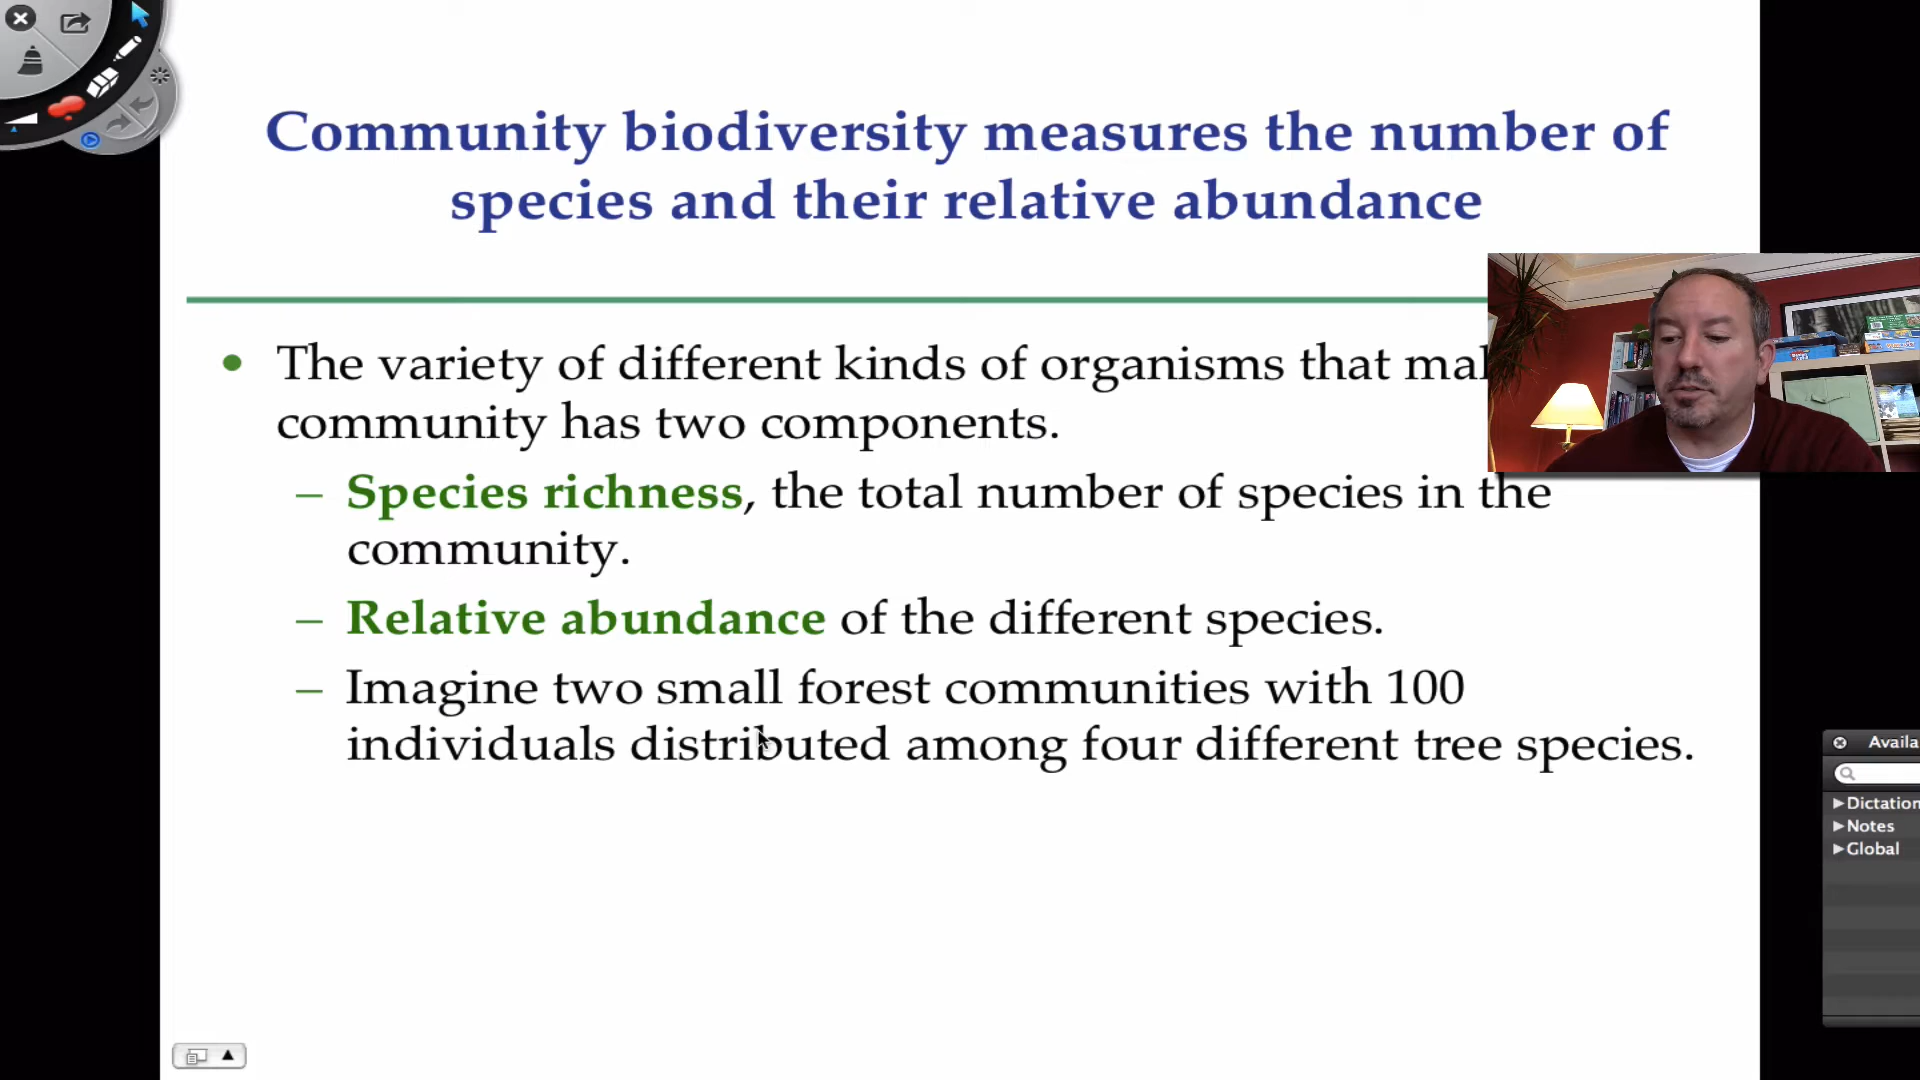 Community biodiversity measures the number of
species and their relative abundance
• The variety of different kinds of organisms that
community has two components.
– Species richness, the total number of species in the
community.
– Relative abundance of the different species.
– Imagine two small forest communities with 100
individuals distributed among four different tree species.
Dictation
Notes
Global